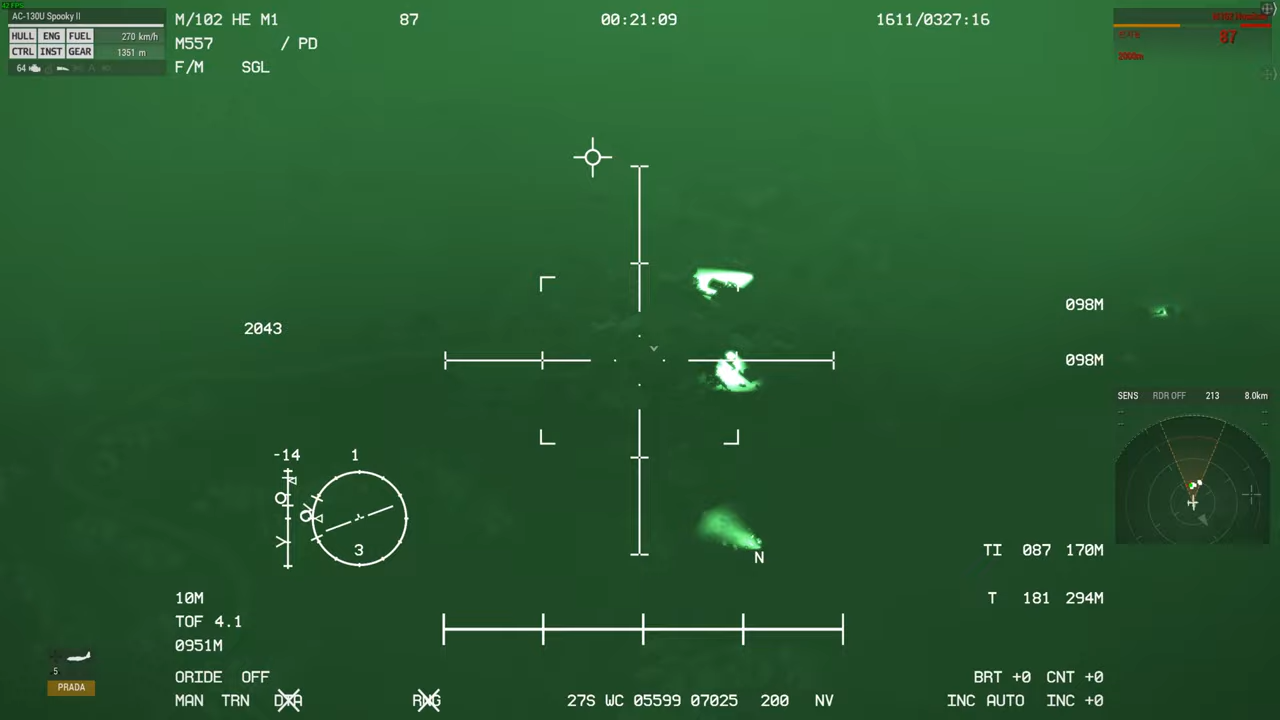 AC-130U Spooky II
HULL ENG FUEL 270 km/h
CTRL INST GEAR 1351 m
64
M/102 HE M1 87 00:21:09 1611/0327:16
M557 / PD
F/M SGL
87
2000m
2043
098M
098M
SENS RDR OFF 213 8.0km
-14 1
3
N
TI 087 170M
T 181 294M
10M
TOF 4.1
0951M
5
PRADA
ORIDE OFF
BRT +0 CNT +0
MAN TRN DTA RNG
27S WC 05599 07025 200 NV
INC AUTO INC +0